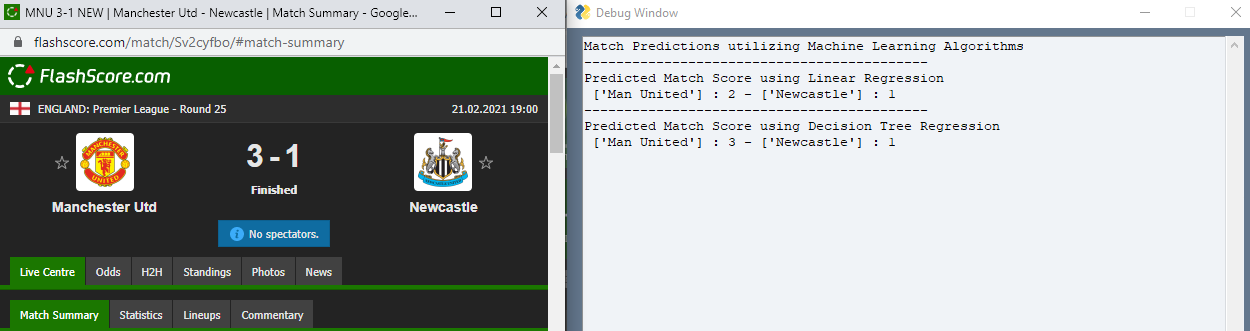 MNU 3-1 NEW | Manchester Utd - Newcastle | Match Summary - Google...
flashscore.com/match/Sv2cyfbo/#match-summary
FlashScore.com
ENGLAND: Premier League - Round 25 21.02.2021 19:00
3 - 1
Finished
Manchester Utd Newcastle
No spectators.
Live Centre Odds H2H Standings Photos News
Match Summary Statistics Lineups Commentary
Debug Window
Match Predictions utilizing Machine Learning Algorithms
-------------------------------------------
Predicted Match Score using Linear Regression
['Man United'] : 2 - ['Newcastle'] : 1
-------------------------------------------
Predicted Match Score using Decision Tree Regression
['Man United'] : 3 - ['Newcastle'] : 1